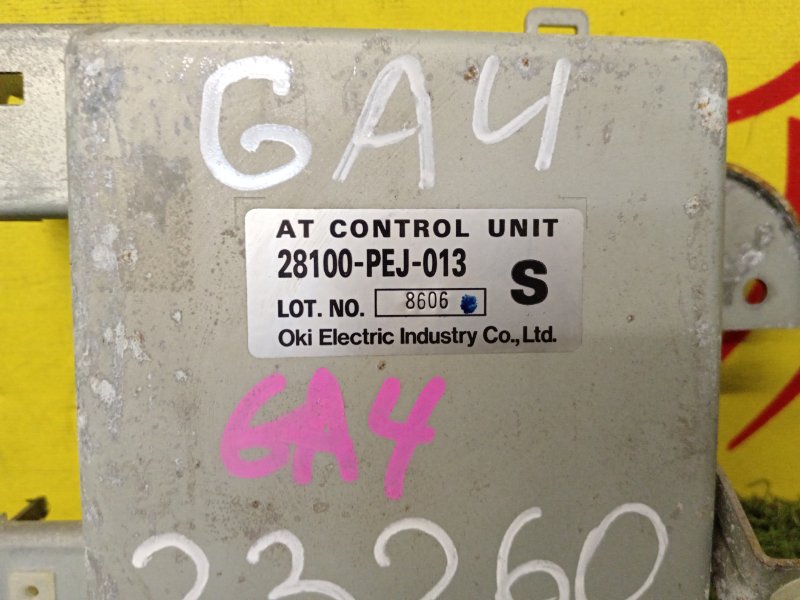 GA4
AT CONTROL UNIT
28100-PEJ-013 S
LOT. NO. 8606
Oki Electric Industry Co., Ltd.
GA4
23260